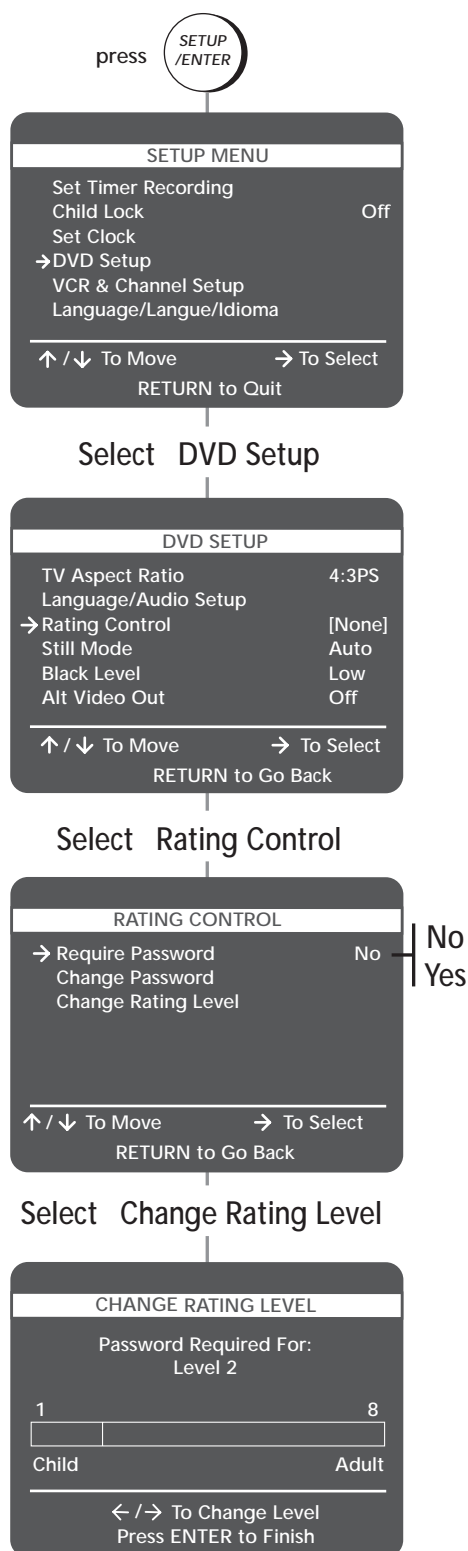 press SETUP
/ENTER
SETUP MENU
Set Timer Recording
Child Lock Off
Set Clock
→DVD Setup
VCR & Channel Setup
Language/Langue/Idioma
↑/↓ To Move → To Select
RETURN to Quit
Select DVD Setup
DVD SETUP
TV Aspect Ratio 4:3PS
Language/Audio Setup
→Rating Control [None]
Still Mode Auto
Black Level Low
Alt Video Out Off
↑/↓ To Move → To Select
RETURN to Go Back
Select Rating Control
RATING CONTROL
→ Require Password No
Change Password
Change Rating Level
No
Yes
↑/↓ To Move → To Select
RETURN to Go Back
Select Change Rating Level
CHANGE RATING LEVEL
Password Required For:
Level 2
1 8
Child Adult
←/→ To Change Level
Press ENTER to Finish